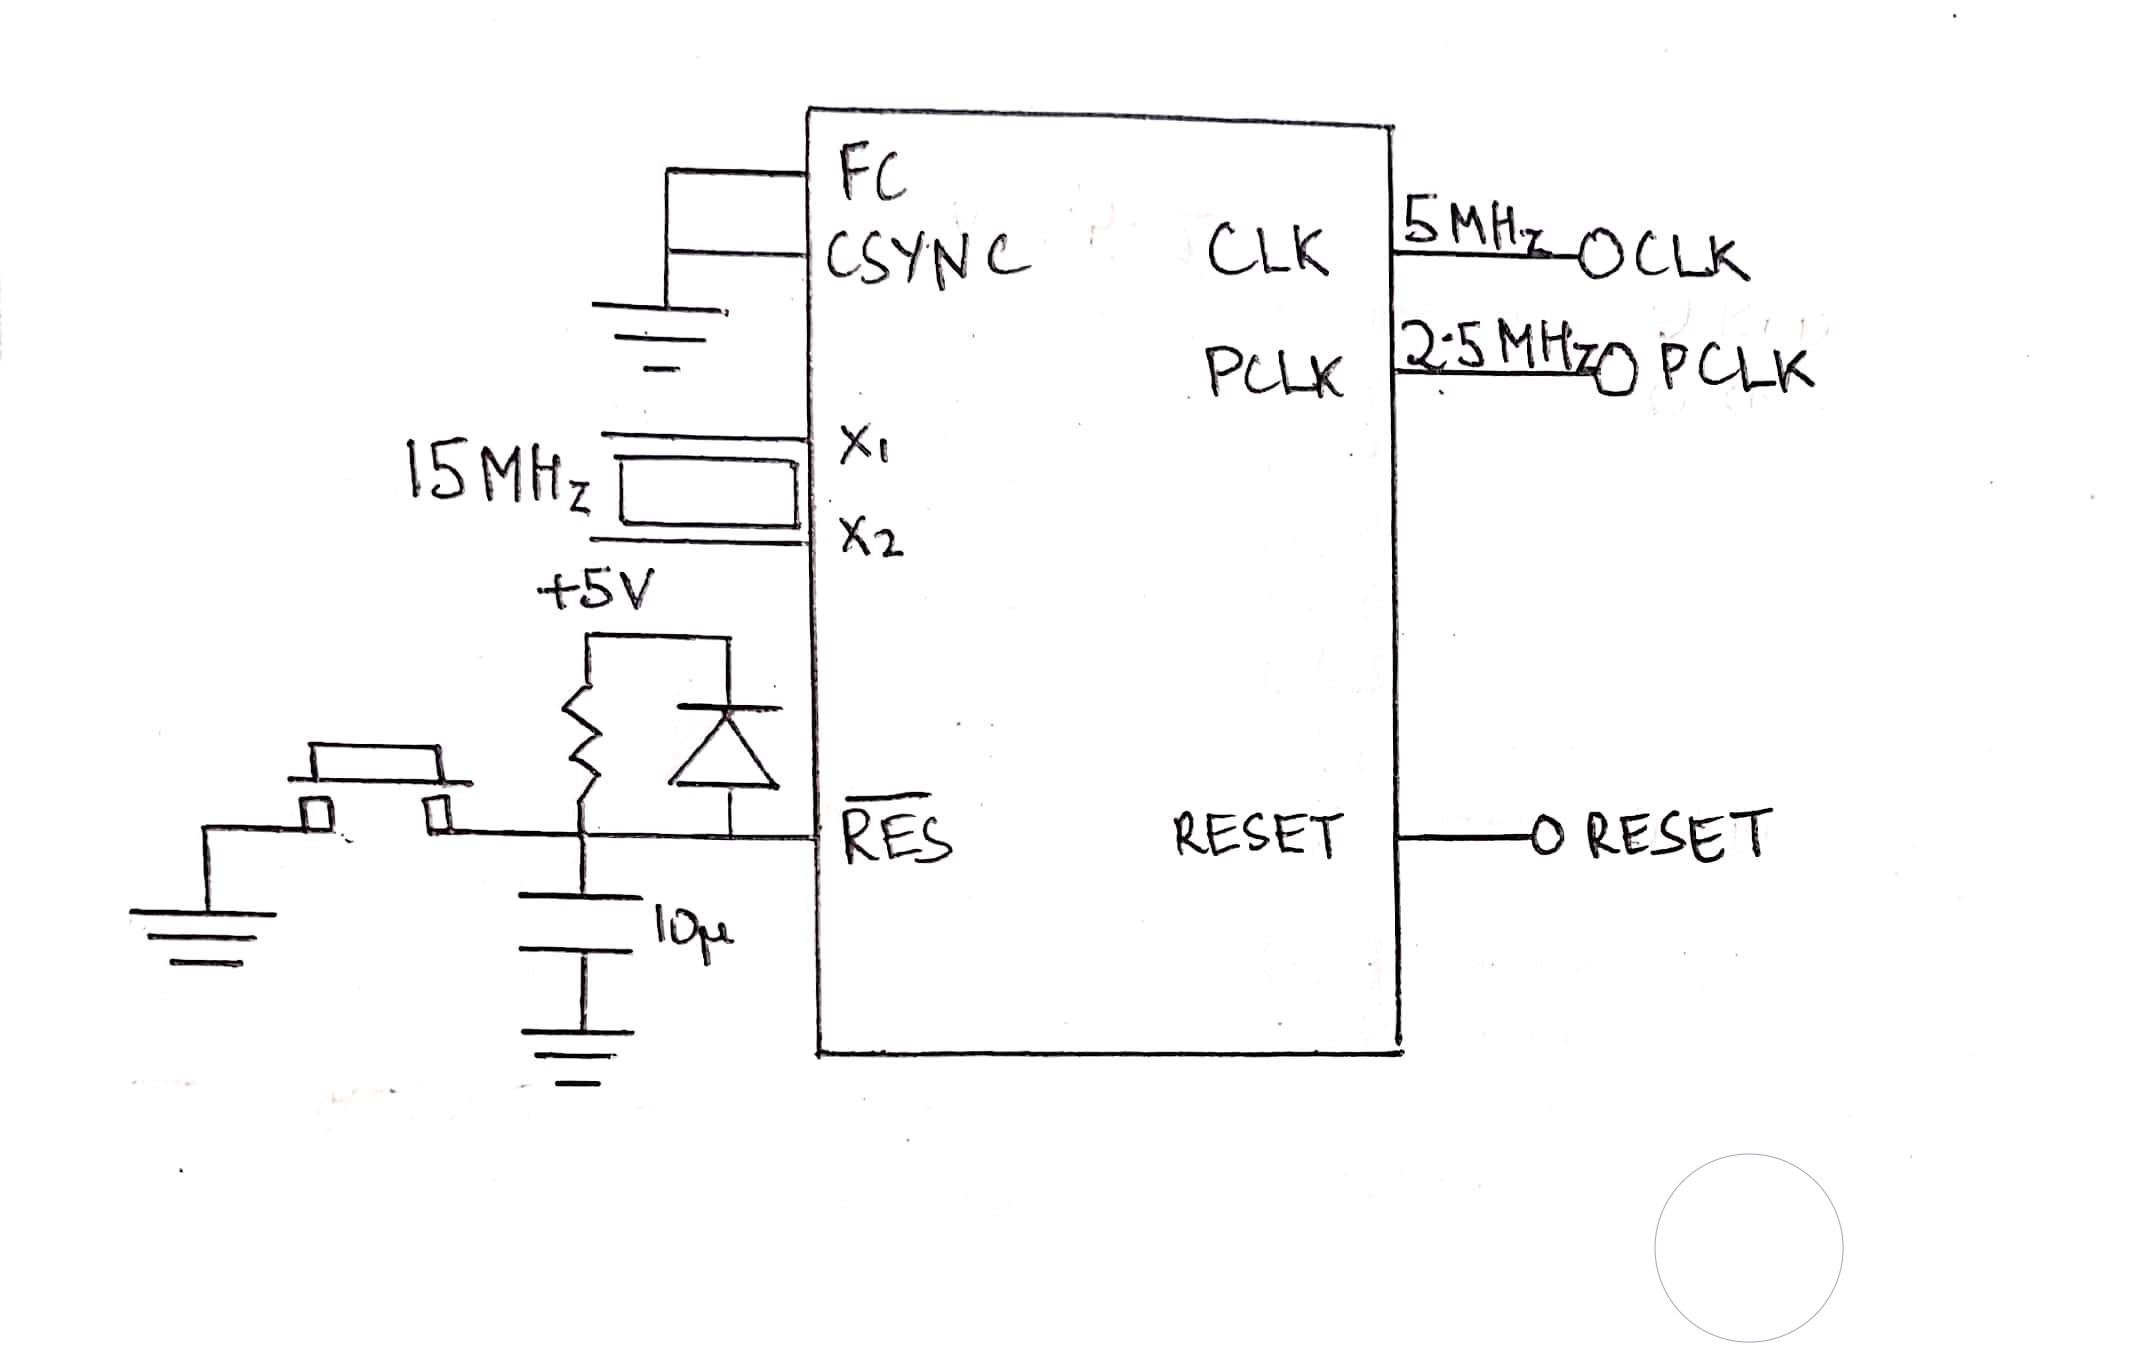 FC
CSYNC
CLK
5MHz
CLK
PCLK
2.5MHz
PCLK
X1
15MHz
X2
+5V
RES
RESET
RESET
10μ